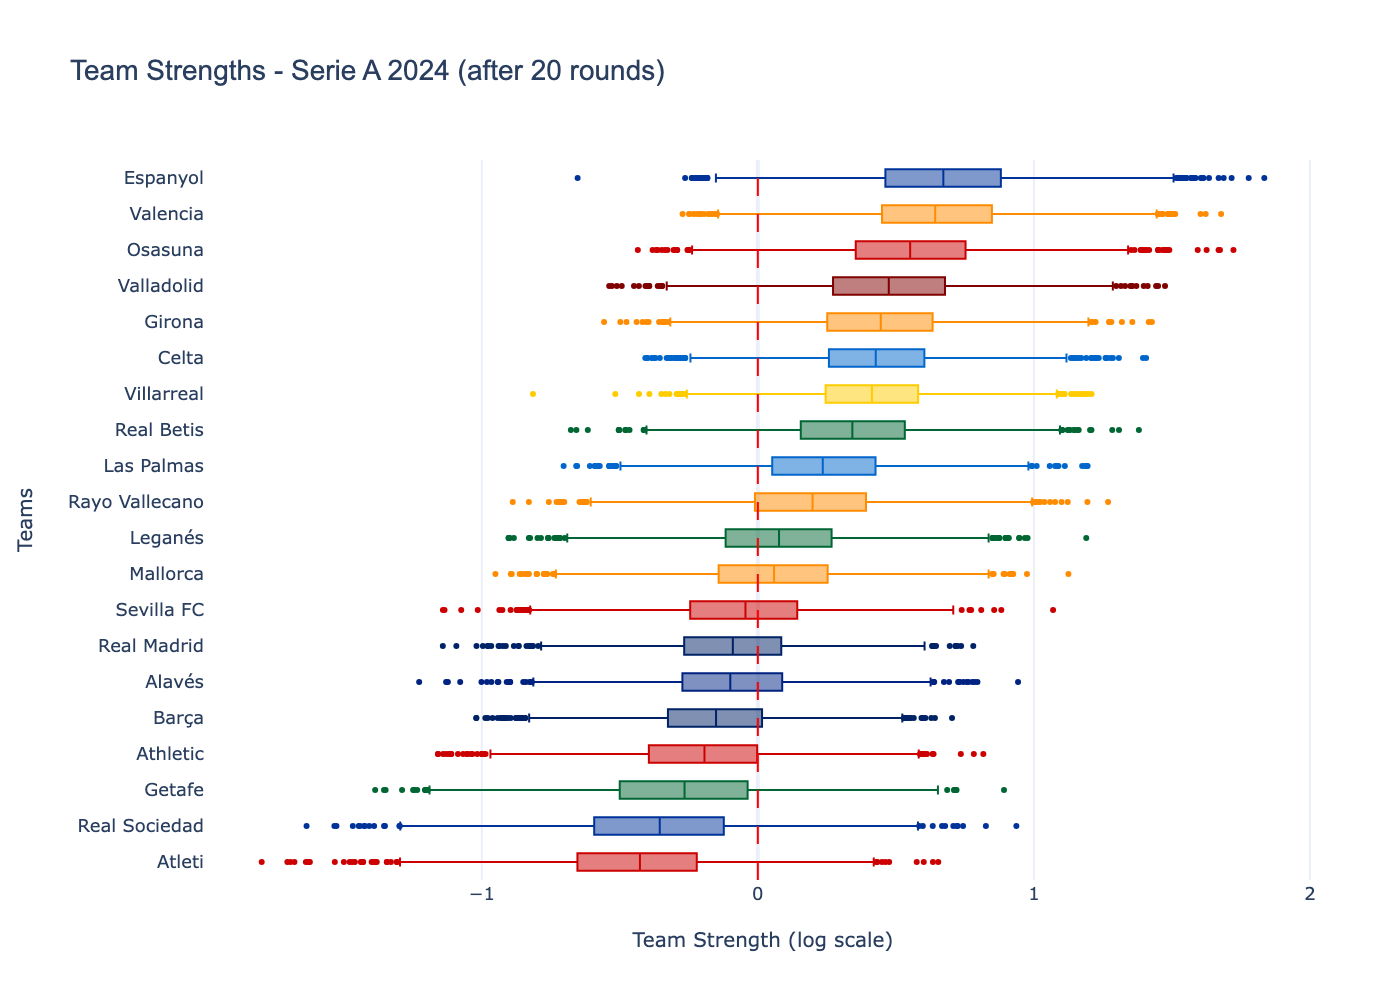 Team Strengths - Serie A 2024 (after 20 rounds)
Espanyol
Valencia
Osasuna
Valladolid
Girona
Celta
Villarreal
Real Betis
Las Palmas
Rayo Vallecano
Leganés
Mallorca
Sevilla FC
Real Madrid
Alavés
Barça
Athletic
Getafe
Real Sociedad
Atleti
Teams
−1 0 1 2
Team Strength (log scale)